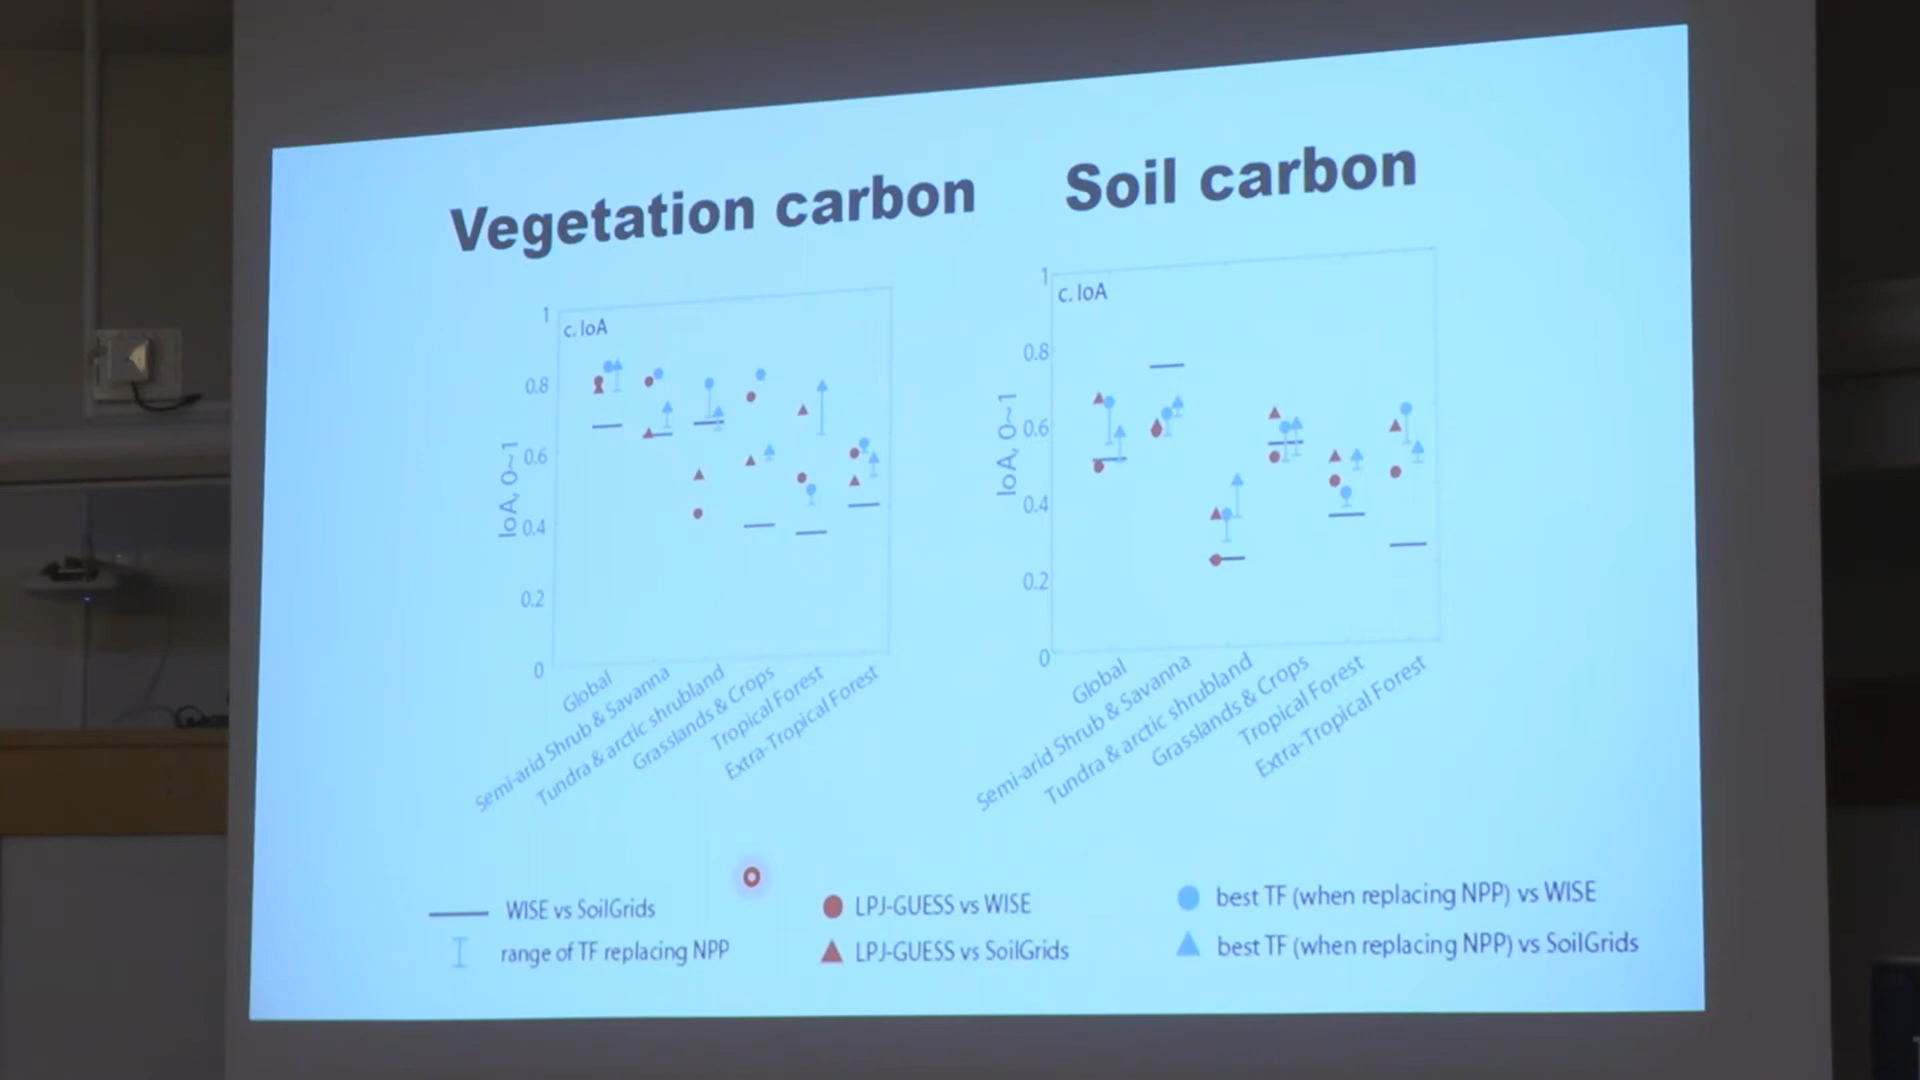 Vegetation carbon
Soil carbon
c. IoA
1
0.8
0.6
0.4
0.2
0
IoA, 0~1
Global
Semi-arid Shrub & Savanna
Tundra & arctic shrubland
Grasslands & Crops
Tropical Forest
Extra-Tropical Forest
c. IoA
1
0.8
0.6
0.4
0.2
0
IoA, 0~1
Global
Semi-arid Shrub & Savanna
Tundra & arctic shrubland
Grasslands & Crops
Tropical Forest
Extra-Tropical Forest
WISE vs SoilGrids
range of TF replacing NPP
LPJ-GUESS vs WISE
LPJ-GUESS vs SoilGrids
best TF (when replacing NPP) vs WISE
best TF (when replacing NPP) vs SoilGrids